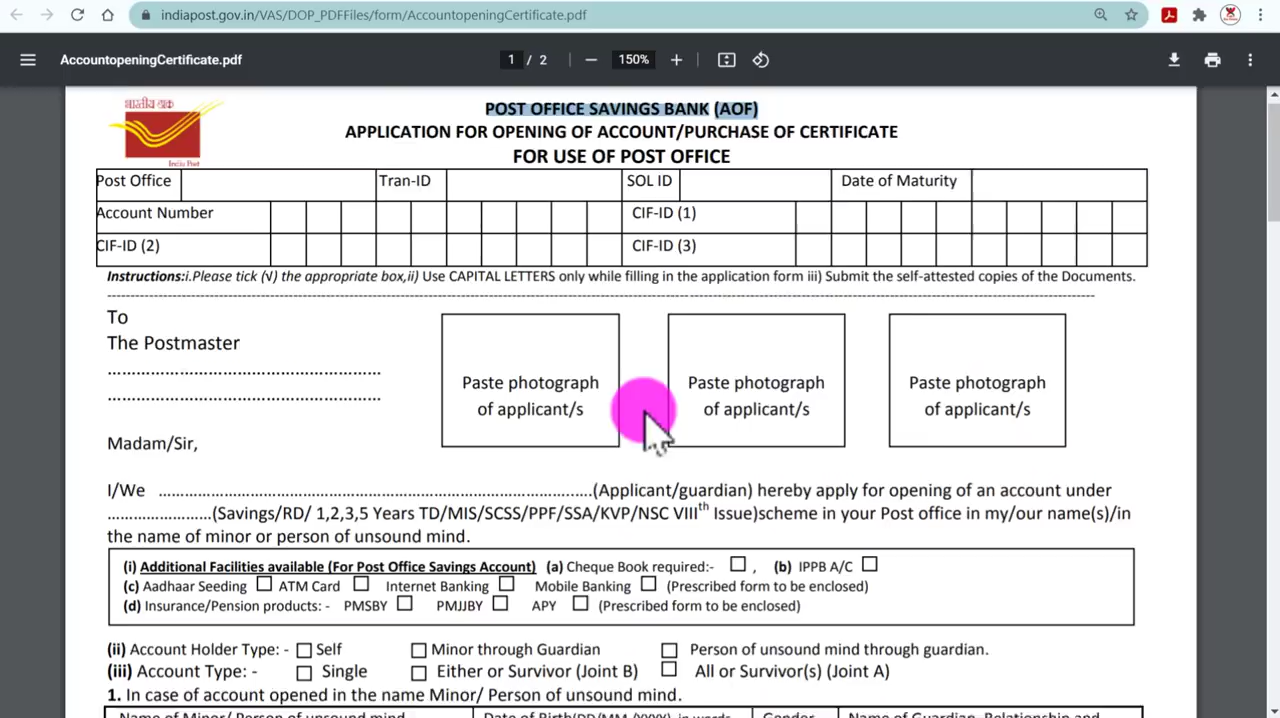 indiapost.gov.in/VAS/DOP_PDFFiles/form/AccountopeningCertificate.pdf
AccountopeningCertificate.pdf
1 / 2
150%
भारतीय डाक
India Post
POST OFFICE SAVINGS BANK (AOF)
APPLICATION FOR OPENING OF ACCOUNT/PURCHASE OF CERTIFICATE
FOR USE OF POST OFFICE
Post Office Tran-ID SOL ID Date of Maturity
Account Number CIF-ID (1)
CIF-ID (2) CIF-ID (3)
Instructions:i.Please tick (√) the appropriate box,ii) Use CAPITAL LETTERS only while filling in the application form iii) Submit the self-attested copies of the Documents.
To
The Postmaster
Paste photograph of applicant/s
Paste photograph of applicant/s
Paste photograph of applicant/s
Madam/Sir,
I/We ……………………………………………………………......(Applicant/guardian) hereby apply for opening of an account under
……………………(Savings/RD/ 1,2,3,5 Years TD/MIS/SCSS/PPF/SSA/KVP/NSC VIIIth Issue)scheme in your Post office in my/our name(s)/in
the name of minor or person of unsound mind.
(i) Additional Facilities available (For Post Office Savings Account) (a) Cheque Book required:- , (b) IPPB A/C
(c) Aadhaar Seeding ATM Card Internet Banking Mobile Banking (Prescribed form to be enclosed)
(d) Insurance/Pension products: - PMSBY PMJJBY APY (Prescribed form to be enclosed)
(ii) Account Holder Type: - Self Minor through Guardian Person of unsound mind through guardian.
(iii) Account Type: - Single Either or Survivor (Joint B) All or Survivor(s) (Joint A)
1. In case of account opened in the name Minor/ Person of unsound mind.
Name of Minor/ Person of unsound mind Date of Birth(DD/MM /YYYY) in words Gender Name of Guardian, Relationship and